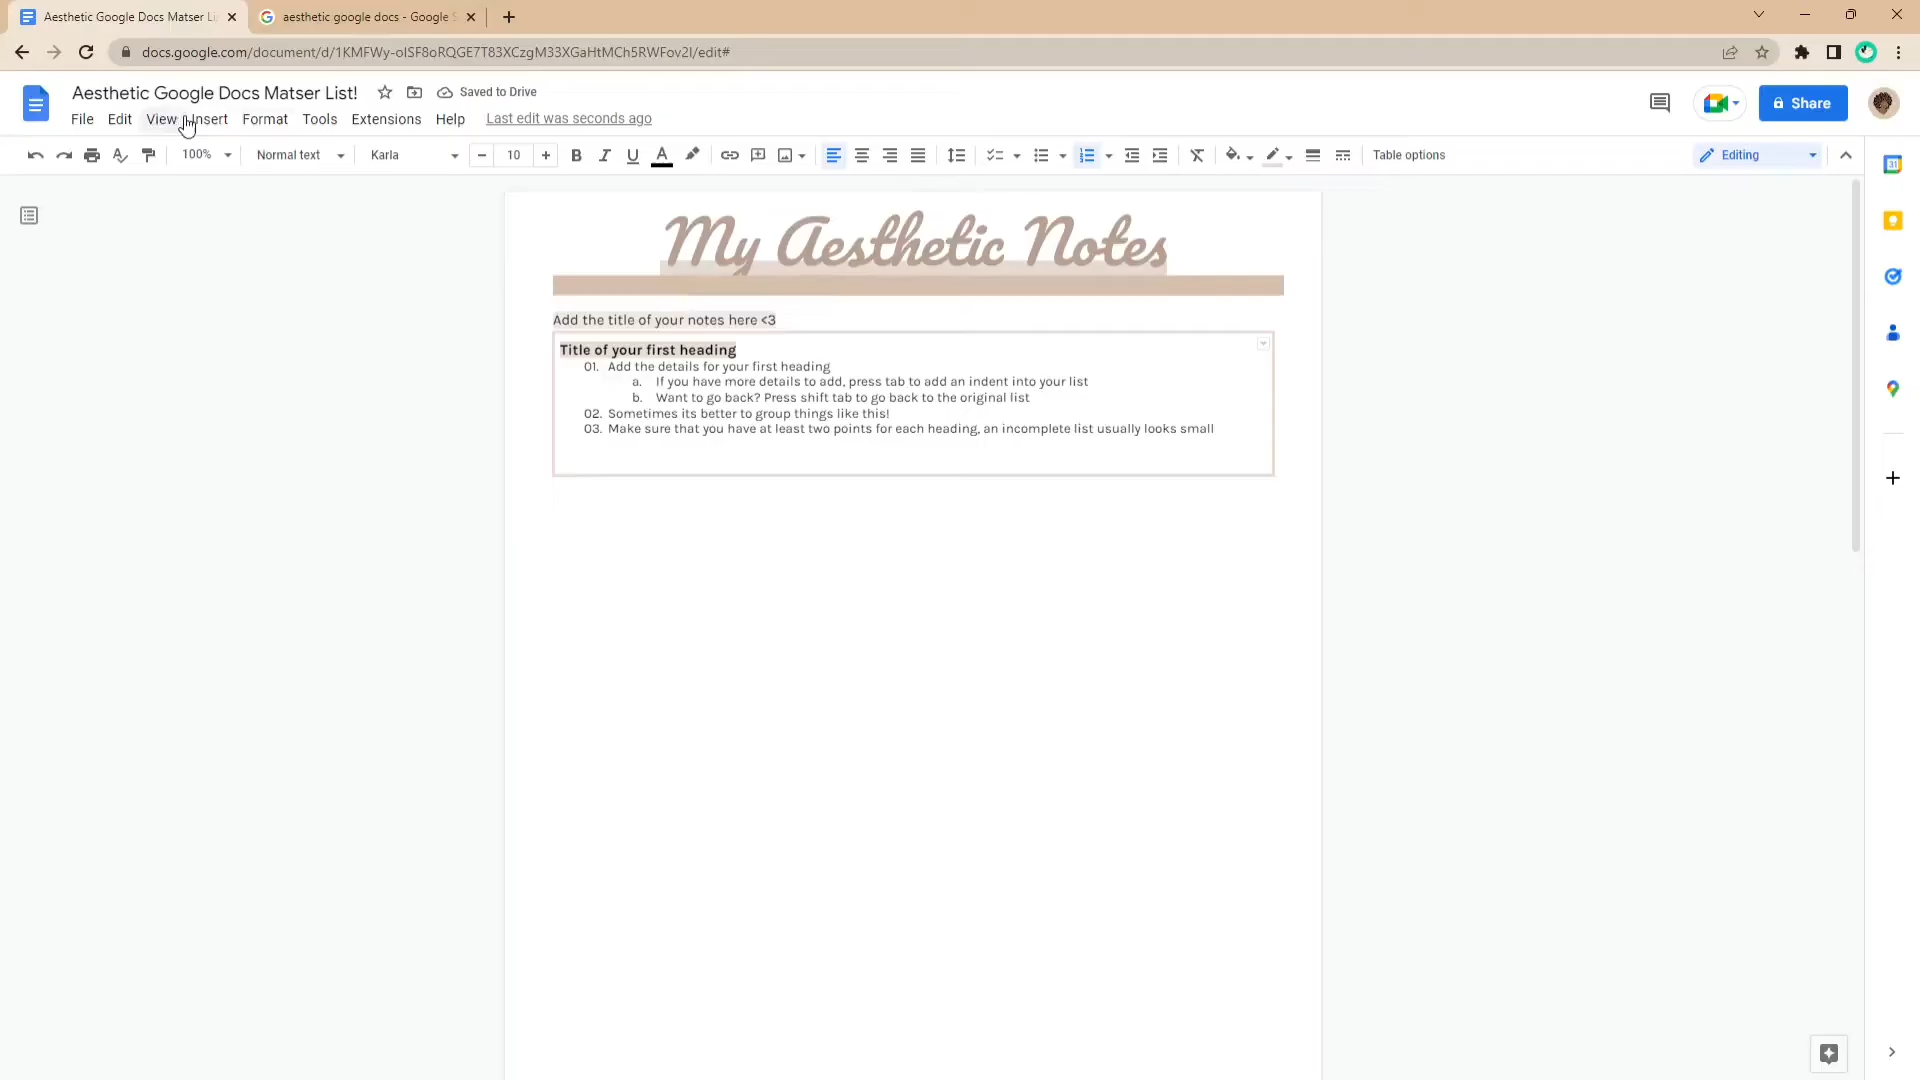 Aesthetic Google Docs Matser Li
aesthetic google docs - Google S
docs.google.com/document/d/1KMFWy-oISF8oRQGE7T83XCzgM33XGaHtMCh5RWFov2I/edit#
Aesthetic Google Docs Matser List!
Saved to Drive
File Edit View Insert Format Tools Extensions Help Last edit was seconds ago
Share
100% Normal text Karla 10 B I U A Table options Editing
31
My Aesthetic Notes
Add the title of your notes here <3
Title of your first heading
01. Add the details for your first heading
a. If you have more details to add, press tab to add an indent into your list
b. Want to go back? Press shift tab to go back to the original list
02. Sometimes its better to group things like this!
03. Make sure that you have at least two points for each heading, an incomplete list usually looks small